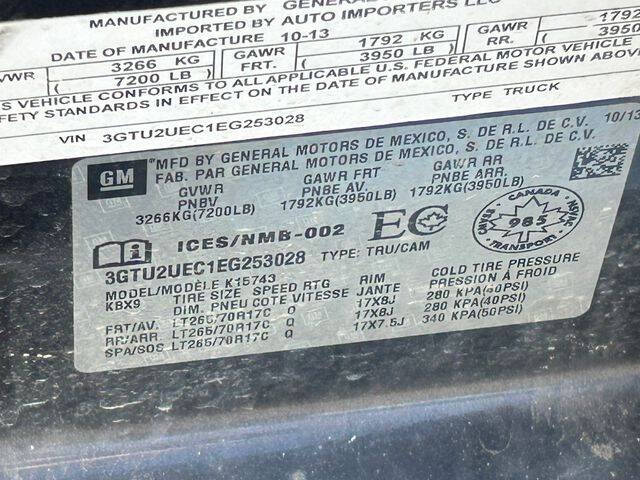 MANUFACTURED BY GENERAL
IMPORTED BY AUTO IMPORTERS LLC
DATE OF MANUFACTURE 10-13
GVWR 3266 KG (7200 LB) GAWR FRT. 1792 KG (3950 LB) GAWR RR. 1792 (3950
THIS VEHICLE CONFORMS TO ALL APPLICABLE U.S. FEDERAL MOTOR VEHICLE
SAFETY STANDARDS IN EFFECT ON THE DATE OF MANUFACTURE SHOWN ABOVE.
VIN 3GTU2UEC1EG253028 TYPE TRUCK
GM
*MFD BY GENERAL MOTORS DE MEXICO, S. DE R.L. DE C.V. 10/13
FAB. PAR GENERAL MOTORS DE MEXICO, S. DE R.L. DE C.V.
GVWR GAWR FRT GAWR RR
PNBV PNBE AV. PNBE ARR.
3266KG(7200LB) 1792KG(3950LB) 1792KG(3950LB)
ICES/NMB-002 EC
CANADA
985
TRANSPORT
3GTU2UEC1EG253028 TYPE: TRU/CAM
MODEL/MODÈLE K15743
KBX9 TIRE SIZE SPEED RTG RIM COLD TIRE PRESSURE
DIM. PNEU COTE VITESSE JANTE PRESSION À FROID
FRT/AV. LT265/70R17C Q 17X8J 280 KPA(40PSI)
RR/ARR. LT265/70R17C Q 17X8J 280 KPA(40PSI)
SPA/SOS LT265/70R17C Q 17X7.5J 340 KPA(50PSI)